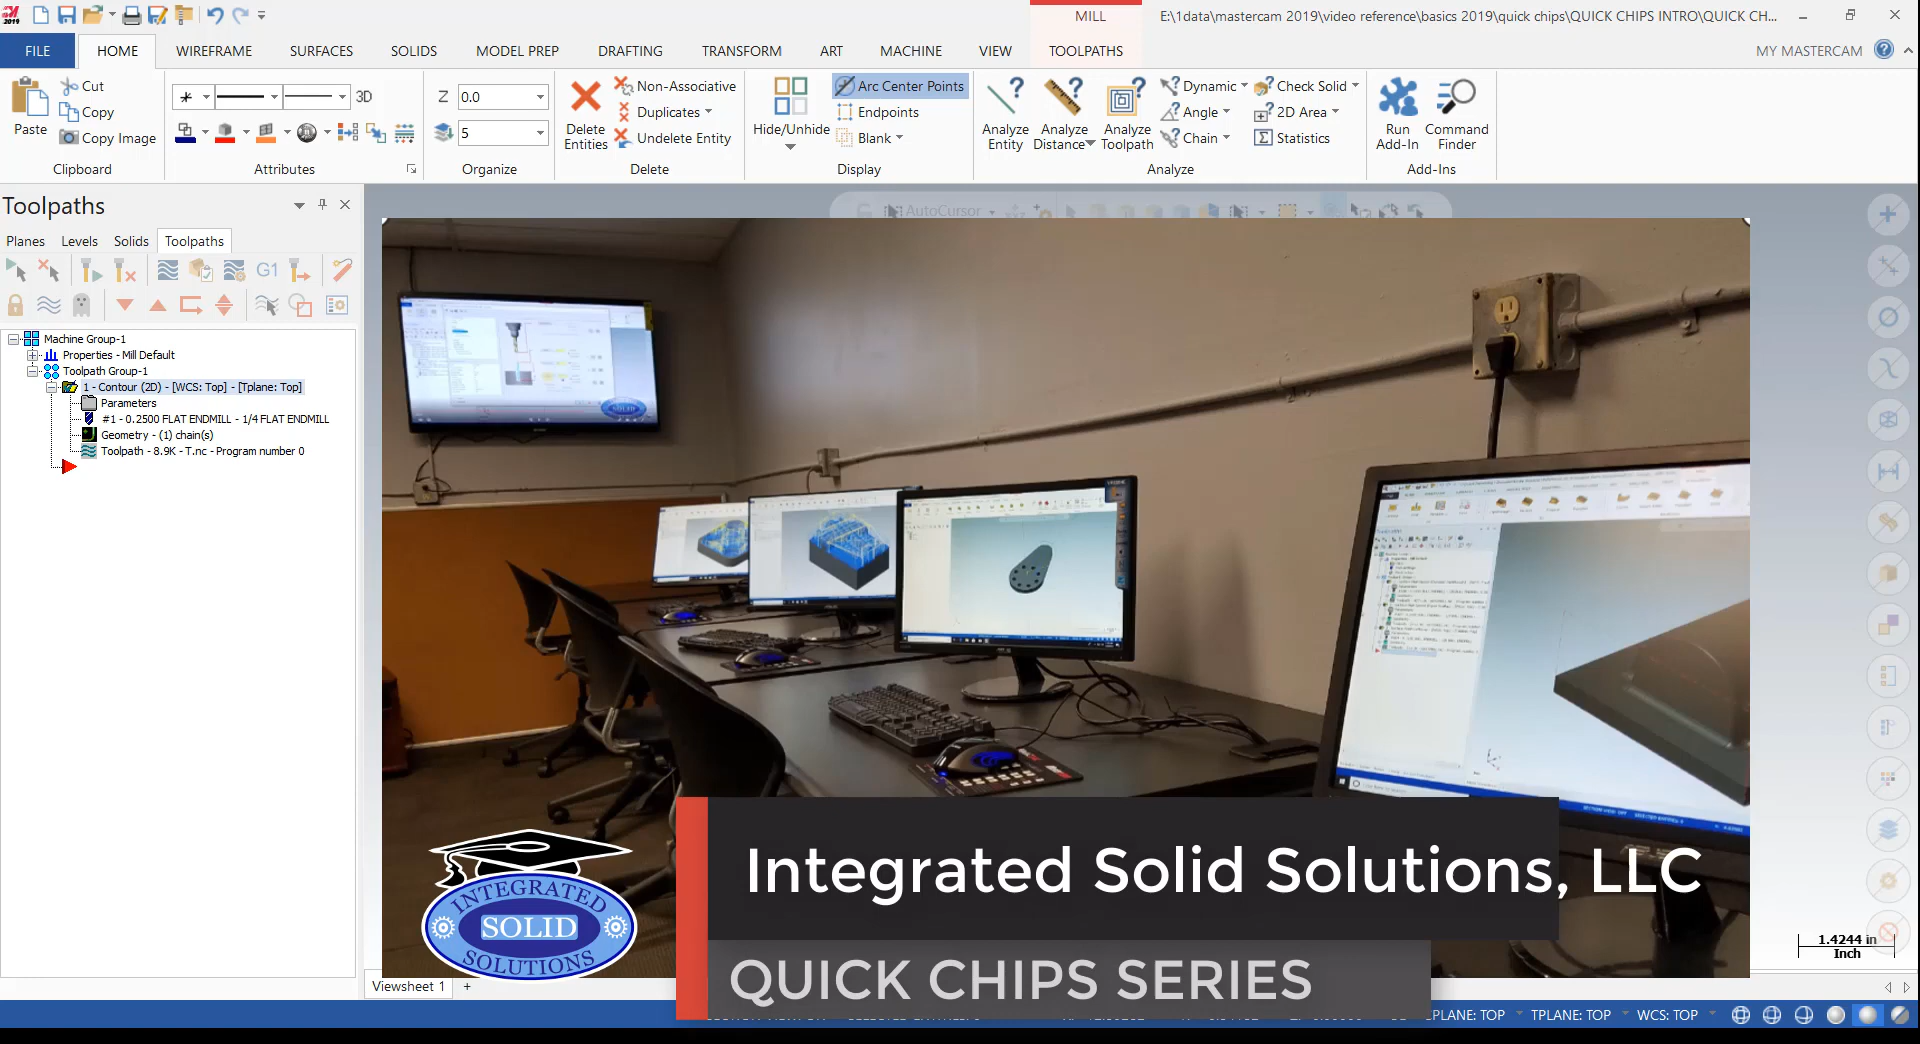 2019
MILL
E:\1data\mastercam 2019\video reference\basics 2019\quick chips\QUICK CHIPS INTRO\QUICK CH...
FILE HOME WIREFRAME SURFACES SOLIDS MODEL PREP DRAFTING TRANSFORM ART MACHINE VIEW TOOLPATHS MY MASTERCAM
Paste
Cut
Copy
Copy Image
Clipboard
3D
Attributes
Z 0.0
5
Organize
Delete Entities
Non-Associative
Duplicates
Undelete Entity
Delete
Hide/Unhide
Arc Center Points
Endpoints
Blank
Display
Analyze Entity
Analyze Distance
Analyze Toolpath
Dynamic
Angle
Chain
Check Solid
2D Area
Statistics
Analyze
Run Add-In
Command Finder
Add-Ins
Toolpaths
AutoCursor
Planes Levels Solids Toolpaths
G1
Machine Group-1
Properties - Mill Default
Toolpath Group-1
1 - Contour (2D) - [WCS: Top] - [Tplane: Top]
Parameters
#1 - 0.2500 FLAT ENDMILL - 1/4 FLAT ENDMILL
Geometry - (1) chain(s)
Toolpath - 8.9K - T.nc - Program number 0
SOLID
INTEGRATED
SOLID
SOLUTIONS
Integrated Solid Solutions, LLC
QUICK CHIPS SERIES
1.4244 in
Inch
Viewsheet 1 +
CPLANE: TOP TPLANE: TOP WCS: TOP